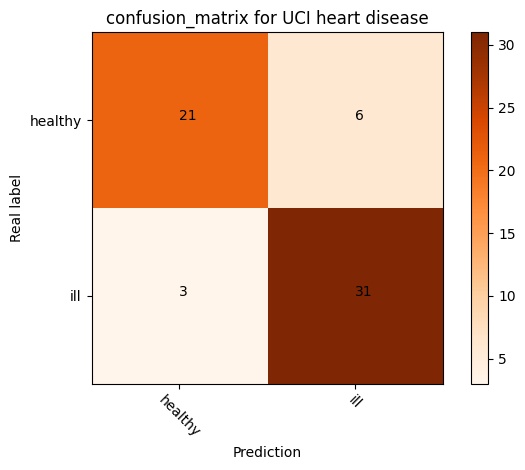 confusion_matrix for UCI heart disease
Real label
healthy
21
6
ill
3
31
healthy
ill
Prediction
30
25
20
15
10
5